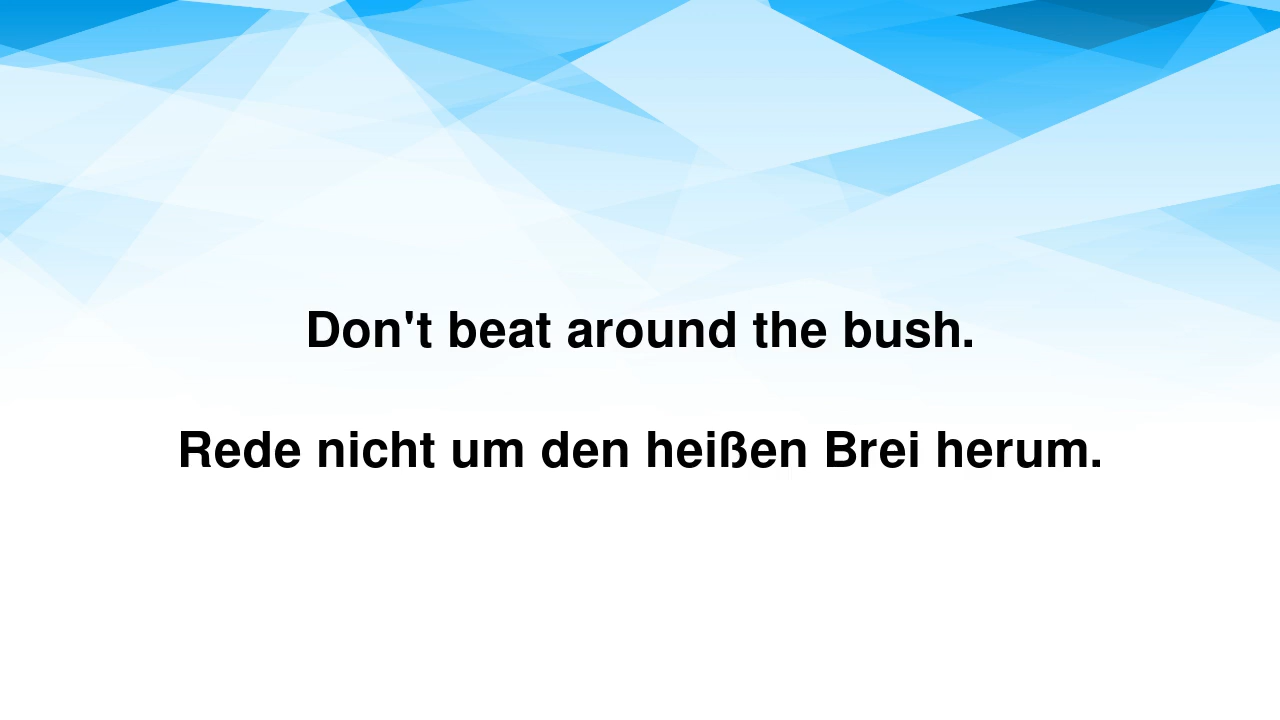 Don't beat around the bush.
Rede nicht um den heißen Brei herum.